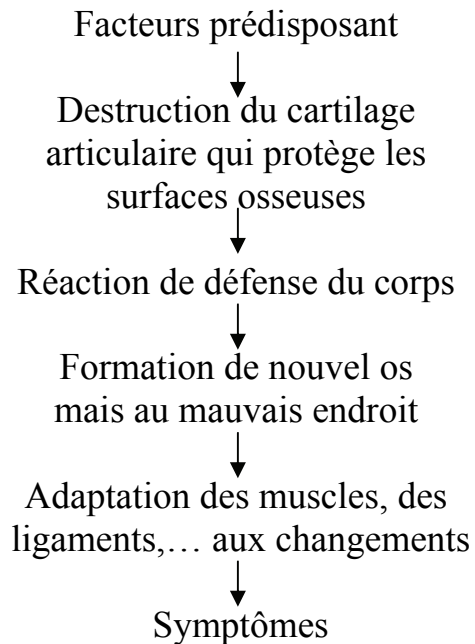 Facteurs prédisposant
Destruction du cartilage
articulaire qui protège les
surfaces osseuses
Réaction de défense du corps
Formation de nouvel os
mais au mauvais endroit
Adaptation des muscles, des
ligaments,… aux changements
Symptômes